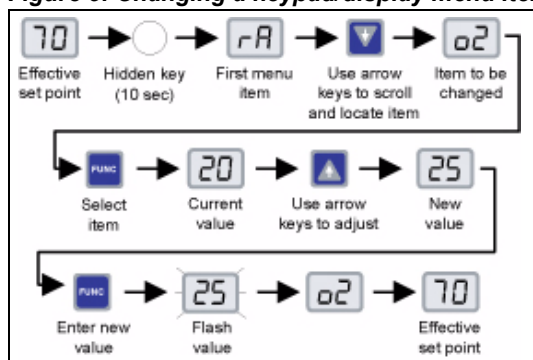 Figure 6. Changing a keypad/display menu ite
70 rA o2
Effective set point
Hidden key (10 sec)
First menu item
Use arrow keys to scroll and locate item
Item to be changed
FUNC 20 25
Select item
Current value
Use arrow keys to adjust
New value
FUNC 25 o2 70
Enter new value
Flash value
Effective set point